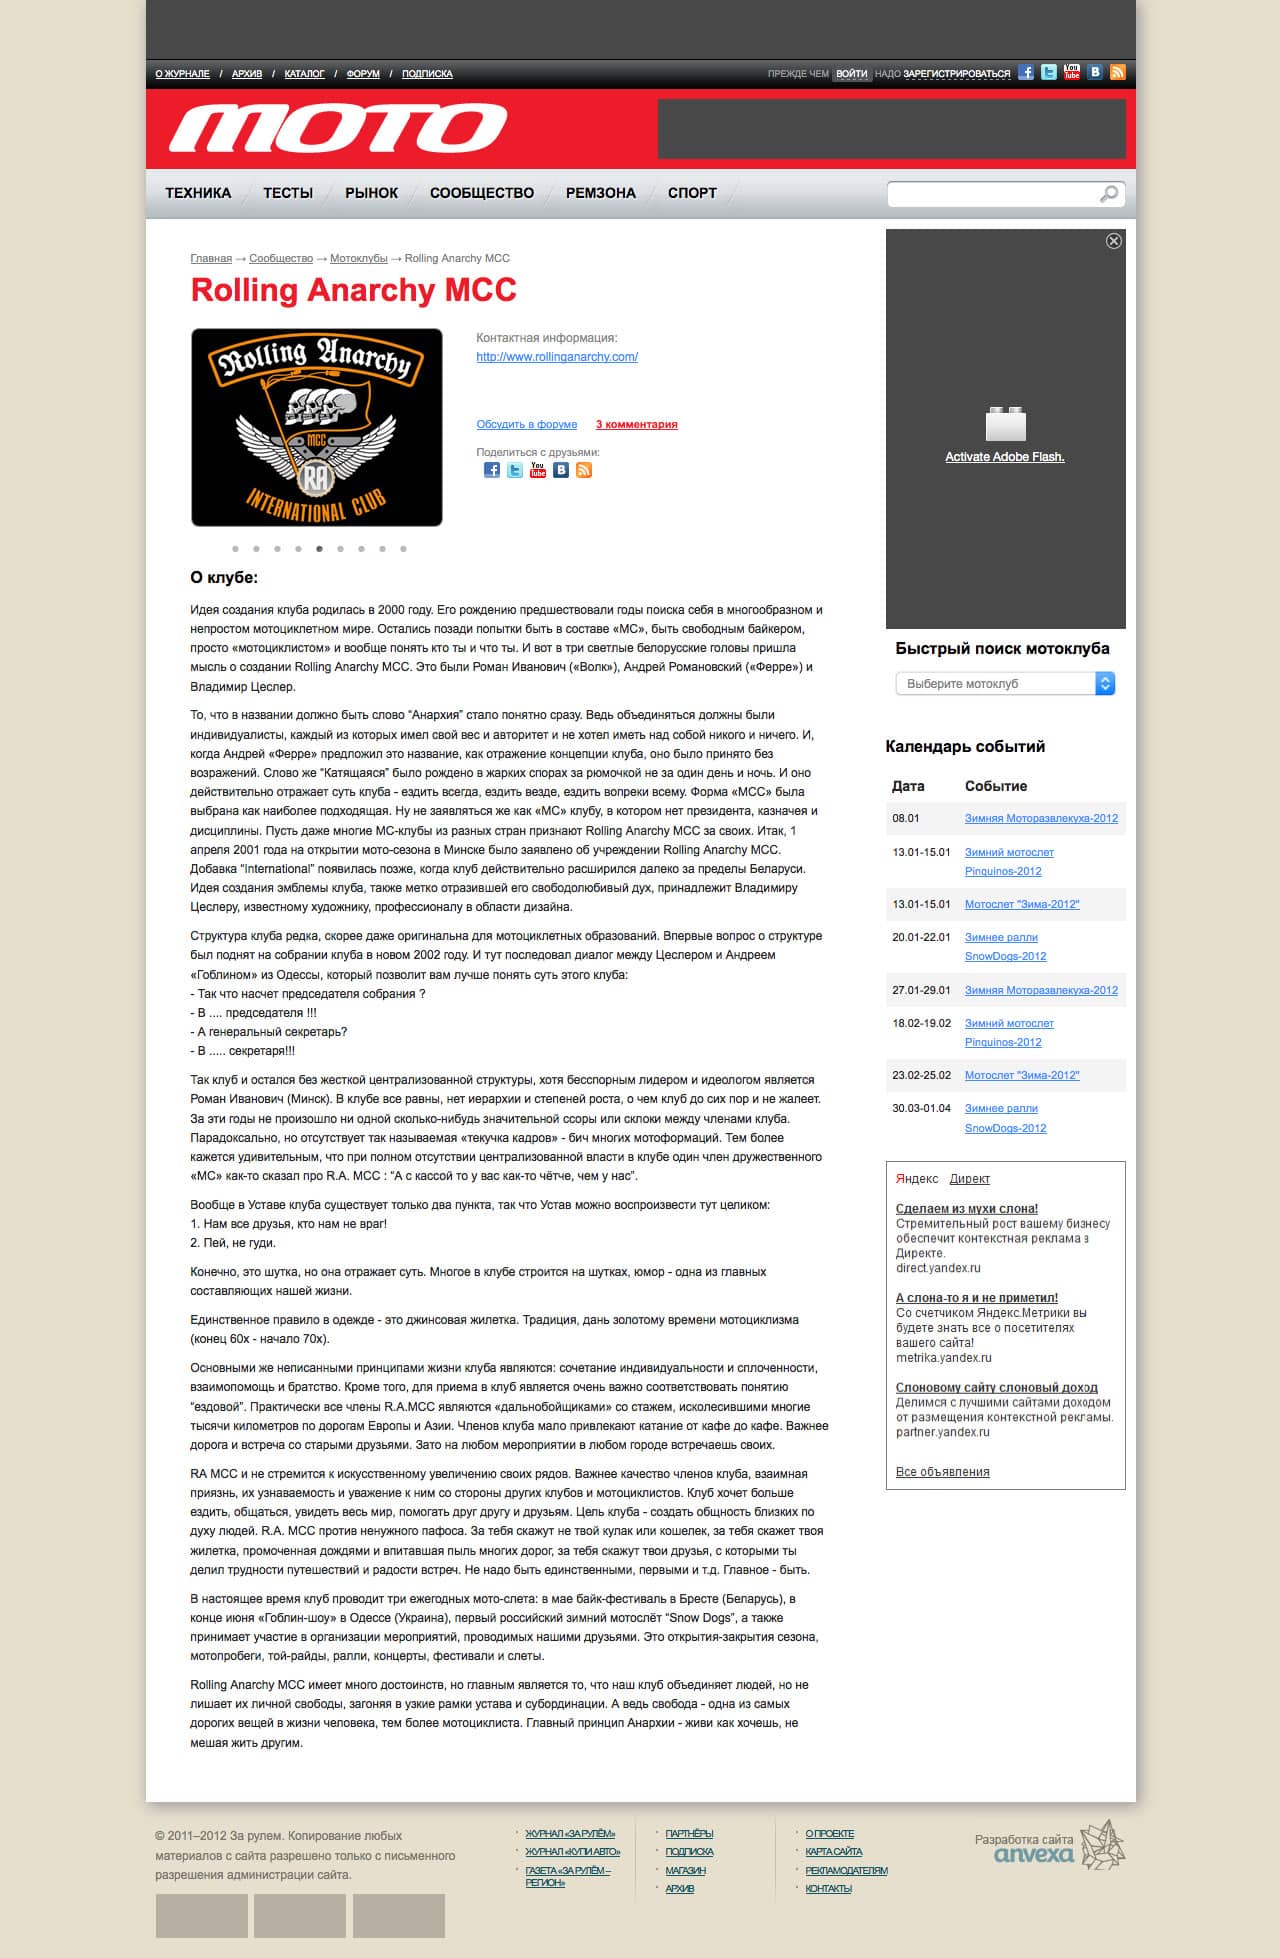 О ЖУРНАЛЕ / АРХИВ / КАТАЛОГ / ФОРУМ / ПОДПИСКА
ПРЕЖДЕ ЧЕМ ВОЙТИ НАДО ЗАРЕГИСТРИРОВАТЬСЯ
МОТО
ТЕХНИКА ТЕСТЫ РЫНОК СООБЩЕСТВО РЕМЗОНА СПОРТ
Главная → Сообщество → Мотоклубы → Rolling Anarchy MCC
Rolling Anarchy MCC
Rolling Anarchy
MCC
RA
INTERNATIONAL CLUB
Контактная информация:
http://www.rollinganarchy.com/
Обсудить в форуме 3 комментария
Поделиться с друзьями:
You Tube
О клубе:
Идея создания клуба родилась в 2000 году. Его рождению предшествовали годы поиска себя в многообразном и
непростом мотоциклетном мире. Остались позади попытки быть в составе «МС», быть свободным байкером,
просто «мотоциклистом» и вообще понять кто ты и что ты. И вот в три светлые белорусские головы пришла
мысль о создании Rolling Anarchy MCC. Это были Роман Иванович («Волк»), Андрей Романовский («Ферре») и
Владимир Цеслер.
То, что в названии должно быть слово “Анархия” стало понятно сразу. Ведь объединяться должны были
индивидуалисты, каждый из которых имел свой вес и авторитет и не хотел иметь над собой никого и ничего. И,
когда Андрей «Ферре» предложил это название, как отражение концепции клуба, оно было принято без
возражений. Слово же “Катящаяся” было рождено в жарких спорах за рюмочкой не за один день и ночь. И оно
действительно отражает суть клуба - ездить всегда, ездить везде, ездить вопреки всему. Форма «МСС» была
выбрана как наиболее подходящая. Ну не заявляться же как «МС» клубу, в котором нет президента, казначея и
дисциплины. Пусть даже многие МС-клубы из разных стран признают Rolling Anarchy MCC за своих. Итак, 1
апреля 2001 года на открытии мото-сезона в Минске было заявлено об учреждении Rolling Anarchy MCC.
Добавка “International” появилась позже, когда клуб действительно расширился далеко за пределы Беларуси.
Идея создания эмблемы клуба, также метко отразившей его свободолюбивый дух, принадлежит Владимиру
Цеслеру, известному художнику, профессионалу в области дизайна.
Структура клуба редка, скорее даже оригинальна для мотоциклетных образований. Впервые вопрос о структуре
был поднят на собрании клуба в новом 2002 году. И тут последовал диалог между Цеслером и Андреем
«Гоблином» из Одессы, который позволит вам лучше понять суть этого клуба:
- Так что насчет председателя собрания ?
- В .... председателя !!!
- А генеральный секретарь?
- В ..... секретаря!!!
Так клуб и остался без жесткой централизованной структуры, хотя бесспорным лидером и идеологом является
Роман Иванович (Минск). В клубе все равны, нет иерархии и степеней роста, о чем клуб до сих пор и не жалеет.
За эти годы не произошло ни одной сколько-нибудь значительной ссоры или склоки между членами клуба.
Парадоксально, но отсутствует так называемая «текучка кадров» - бич многих мотоформаций. Тем более
кажется удивительным, что при полном отсутствии централизованной власти в клубе один член дружественного
«МС» как-то сказал про R.A. MCC : “А с кассой то у вас как-то чётче, чем у нас”.
Вообще в Уставе клуба существует только два пункта, так что Устав можно воспроизвести тут целиком:
1. Нам все друзья, кто нам не враг!
2. Пей, не гуди.
Конечно, это шутка, но она отражает суть. Многое в клубе строится на шутках, юмор - одна из главных
составляющих нашей жизни.
Единственное правило в одежде - это джинсовая жилетка. Традиция, дань золотому времени мотоциклизма
(конец 60х - начало 70х).
Основными же неписанными принципами жизни клуба являются: сочетание индивидуальности и сплоченности,
взаимопомощь и братство. Кроме того, для приема в клуб является очень важно соответствовать понятию
“ездовой”. Практически все члены R.A.MCC являются «дальнобойщиками» со стажем, исколесившими многие
тысячи километров по дорогам Европы и Азии. Членов клуба мало привлекают катание от кафе до кафе. Важнее
дорога и встреча со старыми друзьями. Зато на любом мероприятии в любом городе встречаешь своих.
RA MCC и не стремится к искусственному увеличению своих рядов. Важнее качество членов клуба, взаимная
приязнь, их узнаваемость и уважение к ним со стороны других клубов и мотоциклистов. Клуб хочет больше
ездить, общаться, увидеть весь мир, помогать друг другу и друзьям. Цель клуба - создать общность близких по
духу людей. R.A. MCC против ненужного пафоса. За тебя скажут не твой кулак или кошелек, за тебя скажет твоя
жилетка, промоченная дождями и впитавшая пыль многих дорог, за тебя скажут твои друзья, с которыми ты
делил трудности путешествий и радости встреч. Не надо быть единственными, первыми и т.д. Главное - быть.
В настоящее время клуб проводит три ежегодных мото-слета: в мае байк-фестиваль в Бресте (Беларусь), в
конце июня «Гоблин-шоу» в Одессе (Украина), первый российский зимний мотослёт “Snow Dogs”, а также
принимает участие в организации мероприятий, проводимых нашими друзьями. Это открытия-закрытия сезона,
мотопробеги, той-райды, ралли, концерты, фестивали и слеты.
Rolling Anarchy MCC имеет много достоинств, но главным является то, что наш клуб объединяет людей, но не
лишает их личной свободы, загоняя в узкие рамки устава и субординации. А ведь свобода - одна из самых
дорогих вещей в жизни человека, тем более мотоциклиста. Главный принцип Анархии - живи как хочешь, не
мешая жить другим.
Activate Adobe Flash.
Быстрый поиск мотоклуба
Выберите мотоклуб
Календарь событий
Дата Событие
08.01 Зимняя Моторазвлекуха-2012
13.01-15.01 Зимний мотослет
Pinquinos-2012
13.01-15.01 Мотослет "Зима-2012"
20.01-22.01 Зимнее ралли
SnowDogs-2012
27.01-29.01 Зимняя Моторазвлекуха-2012
18.02-19.02 Зимний мотослет
Pinquinos-2012
23.02-25.02 Мотослет "Зима-2012"
30.03-01.04 Зимнее ралли
SnowDogs-2012
Яндекс Директ
Сделаем из мухи слона!
Стремительный рост вашему бизнесу
обеспечит контекстная реклама в
Директе.
direct.yandex.ru
А слона-то я и не приметил!
Со счетчиком Яндекс.Метрики вы
будете знать все о посетителях
вашего сайта!
metrika.yandex.ru
Слоновому сайту слоновый доход
Делимся с лучшими сайтами доходом
от размещения контекстной рекламы.
partner.yandex.ru
Все объявления
© 2011–2012 За рулем. Копирование любых
материалов с сайта разрешено только с письменного
разрешения администрации сайта.
ЖУРНАЛ «ЗА РУЛЁМ»
ЖУРНАЛ «КУПИ АВТО»
ГАЗЕТА «ЗА РУЛЁМ –
РЕГИОН»
ПАРТНЁРЫ
ПОДПИСКА
МАГАЗИН
АРХИВ
О ПРОЕКТЕ
КАРТА САЙТА
РЕКЛАМОДАТЕЛЯМ
КОНТАКТЫ
Разработка сайта
anvexa